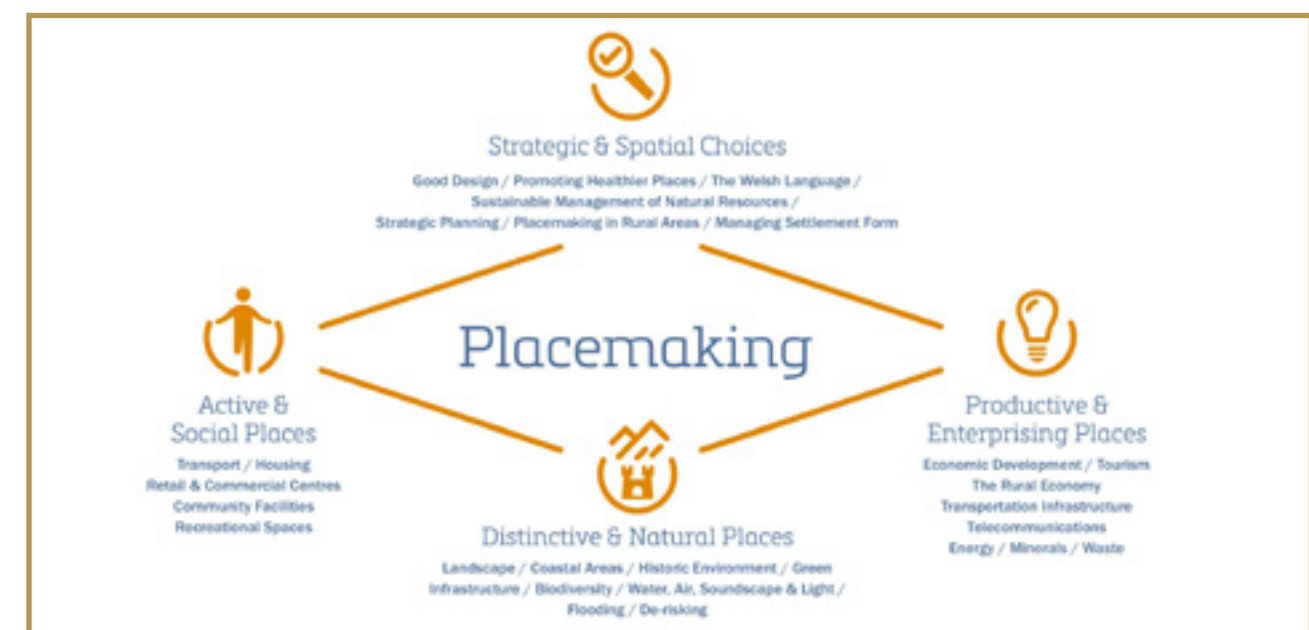 Strategic & Spatial Choices
Good Design / Promoting Healthier Places / The Welsh Language /
Sustainable Management of Natural Resources /
Strategic Planning / Placemaking in Rural Areas / Managing Settlement Form
Placemaking
Active &
Social Places
Transport / Housing
Retail & Commercial Centres
Community Facilities
Recreational Spaces
Productive &
Enterprising Places
Economic Development / Tourism
The Rural Economy
Transportation Infrastructure
Telecommunications
Energy / Minerals / Waste
Distinctive & Natural Places
Landscape / Coastal Areas / Historic Environment / Green
Infrastructure / Biodiversity / Water, Air, Soundscape & Light /
Flooding / De-risking